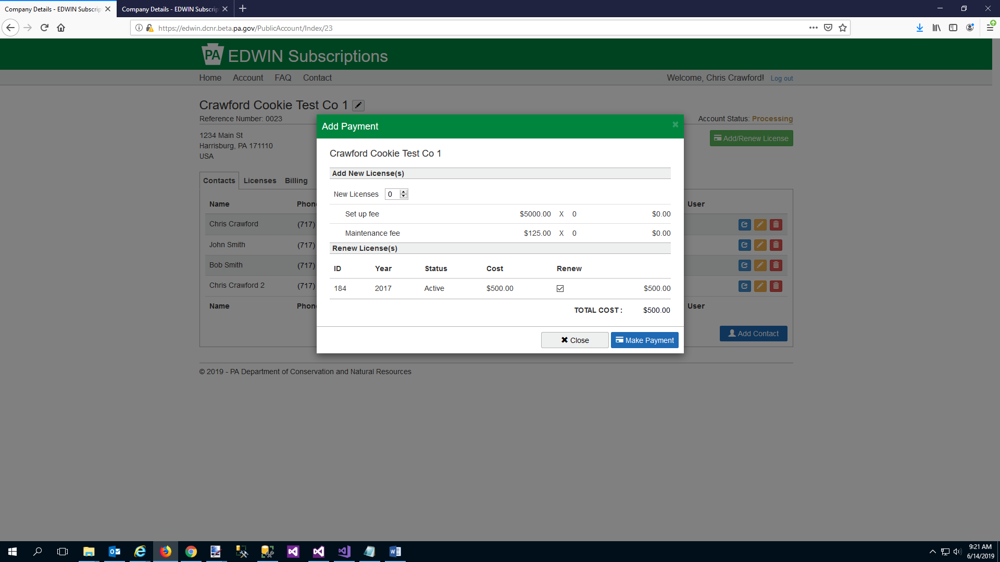 Company Details - EDWIN Subscrip
Company Details - EDWIN Subscrip
https://edwin.dcnr.beta.pa.gov/PublicAccount/Index/23
PA EDWIN Subscriptions
Home Account FAQ Contact
Welcome, Chris Crawford! Log out
Crawford Cookie Test Co 1
Reference Number: 0023
Account Status: Processing
1234 Main St
Harrisburg, PA 171110
USA
Add/Renew License
Contacts Licenses Billing
Name Phon User
Chris Crawford (717)
John Smith (717)
Bob Smith (717)
Chris Crawford 2 (717)
Name Phon User
Add Contact
Add Payment
Crawford Cookie Test Co 1
Add New License(s)
New Licenses 0
Set up fee $5000.00 X 0 $0.00
Maintenance fee $125.00 X 0 $0.00
Renew License(s)
ID Year Status Cost Renew
184 2017 Active $500.00 $500.00
TOTAL COST : $500.00
Close Make Payment
© 2019 - PA Department of Conservation and Natural Resources
9:21 AM
6/14/2019